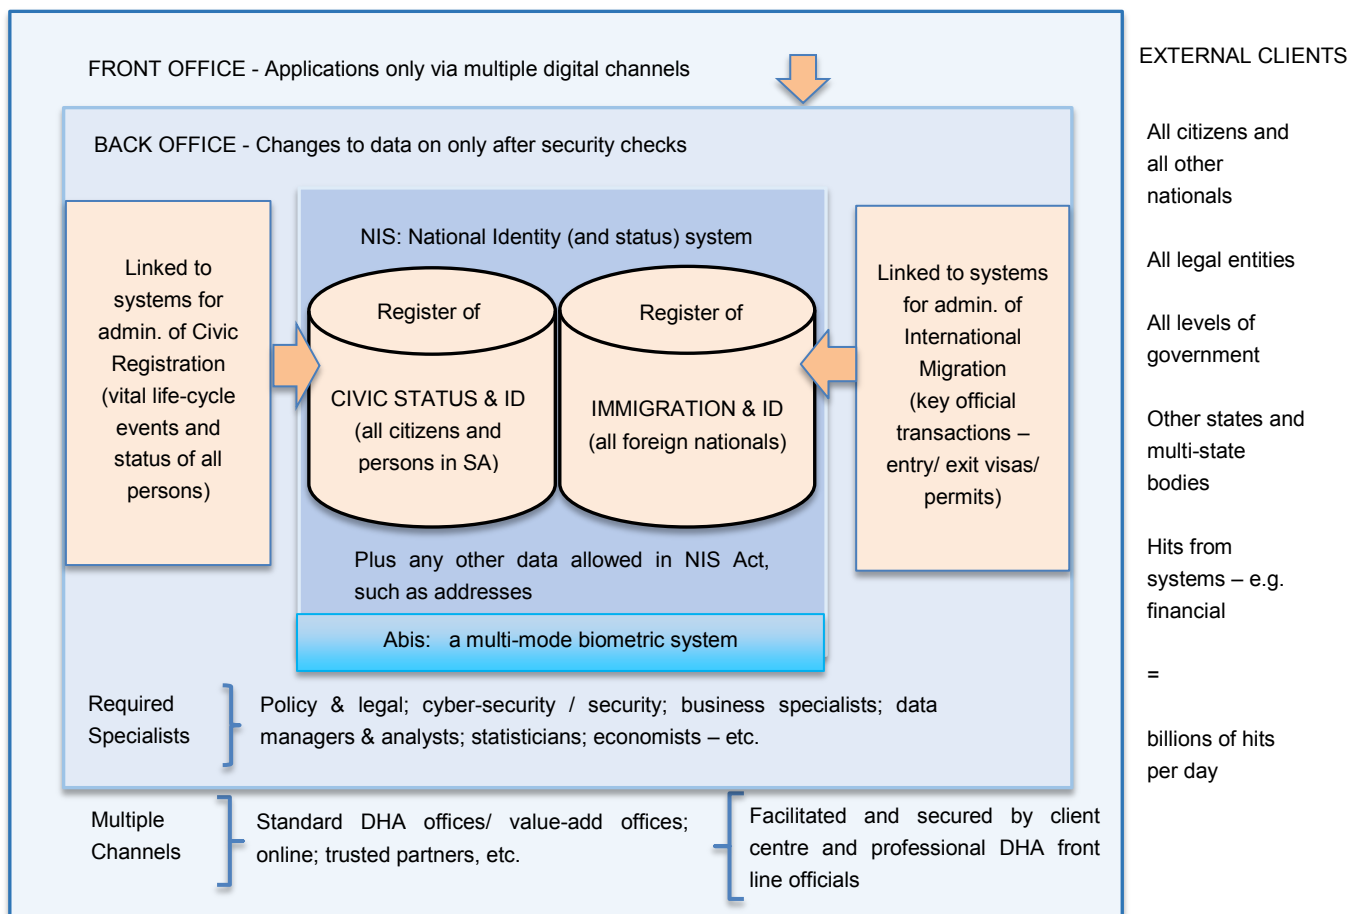 FRONT OFFICE - Applications only via multiple digital channels
BACK OFFICE - Changes to data on only after security checks
Linked to
systems for
admin. of Civic
Registration
(vital life-cycle
events and
status of all
persons)
NIS: National Identity (and status) system
Register of
CIVIC STATUS & ID
(all citizens and
persons in SA)
Register of
IMMIGRATION & ID
(all foreign nationals)
Plus any other data allowed in NIS Act,
such as addresses
Abis: a multi-mode biometric system
Linked to systems
for admin. of
International
Migration
(key official
transactions –
entry/ exit visas/
permits)
Required
Specialists
Policy & legal; cyber-security / security; business specialists; data
managers & analysts; statisticians; economists – etc.
Multiple
Channels
Standard DHA offices/ value-add offices;
online; trusted partners, etc.
Facilitated and secured by client
centre and professional DHA front
line officials
EXTERNAL CLIENTS
All citizens and
all other
nationals
All legal entities
All levels of
government
Other states and
multi-state
bodies
Hits from
systems – e.g.
financial
=
billions of hits
per day